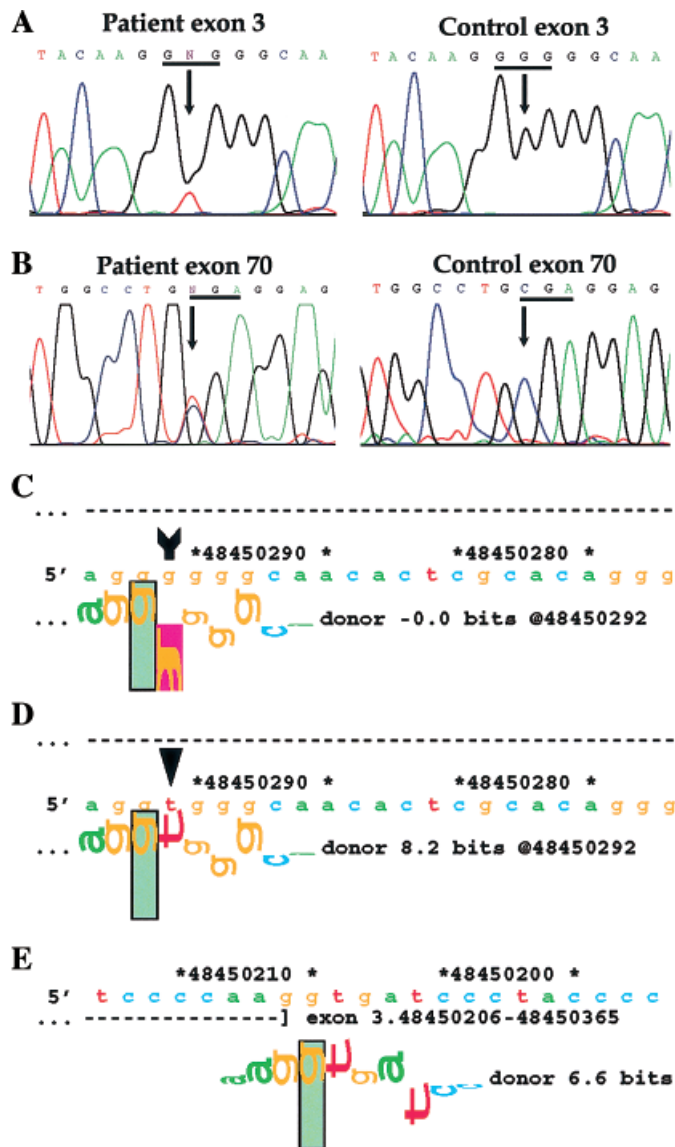 A
Patient exon 3 Control exon 3
T A C A A G G N G G G C A A T A C A A G G G G G G C A A
B
Patient exon 70 Control exon 70
T G G C C T G N G A G G A G T G G C C T G C G A G G A G
C
... ----------------------------------------------
*48450290 * *48450280 *
5' a g g g g g g c a a c a c t c g c a c a g g g
... a g g g g g c donor -0.0 bits @48450292
D
... ----------------------------------------------
*48450290 * *48450280 *
5' a g g t g g g c a a c a c t c g c a c a g g g
... a g g t g g g c donor 8.2 bits @48450292
E
*48450210 * *48450200 *
5' t c c c c a a g g t g a t c c c t a c c c c
... ---------------] exon 3.48450206-48450365
a a g g t g a t c c donor 6.6 bits